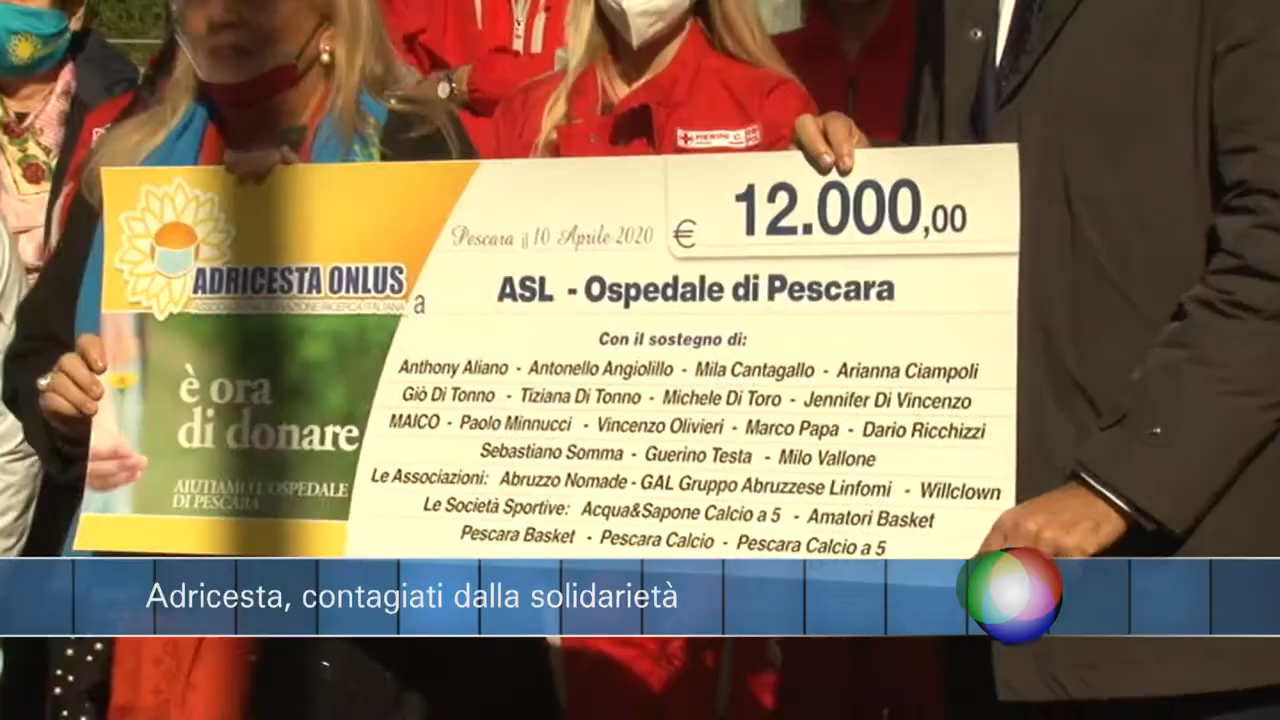 PIERINI C.
ADRICESTA ONLUS
Pescara il 10 Aprile 2020
€ 12.000,00
a ASL - Ospedale di Pescara
Con il sostegno di:
Anthony Aliano - Antonello Angiolillo - Mila Cantagallo - Arianna Ciampoli
Giò Di Tonno - Tiziana Di Tonno - Michele Di Toro - Jennifer Di Vincenzo
MAICO - Paolo Minnucci - Vincenzo Olivieri - Marco Papa - Dario Ricchizzi
Sebastiano Somma - Guerino Testa - Milo Vallone
Le Associazioni: Abruzzo Nomade - GAL Gruppo Abruzzese Linfomi - Willclown
Le Società Sportive: Acqua&Sapone Calcio a 5 - Amatori Basket
Pescara Basket - Pescara Calcio - Pescara Calcio a 5
è ora
di donare
AIUTIAMO L'OSPEDALE
DI PESCARA
Adricesta, contagiati dalla solidarietà